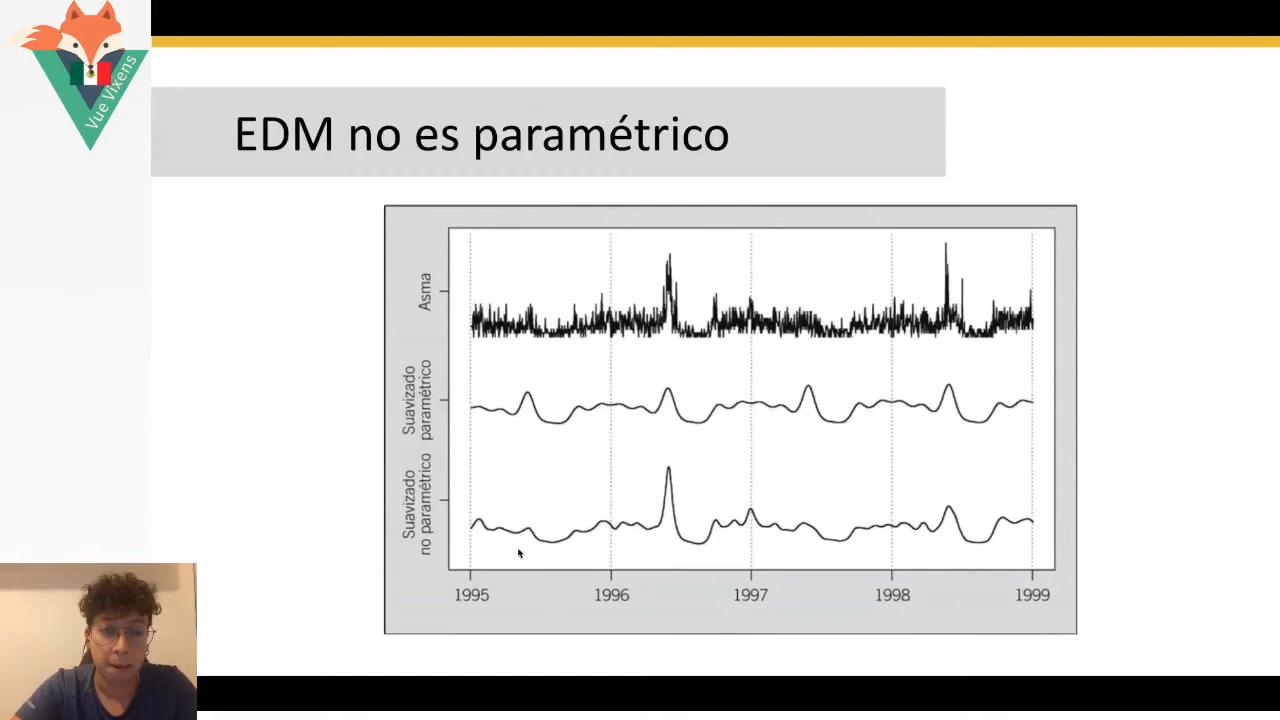 Vue Vixens
EDM no es paramétrico
Asma
Suavizado
paramétrico
Suavizado
no paramétrico
1995 1996 1997 1998 1999